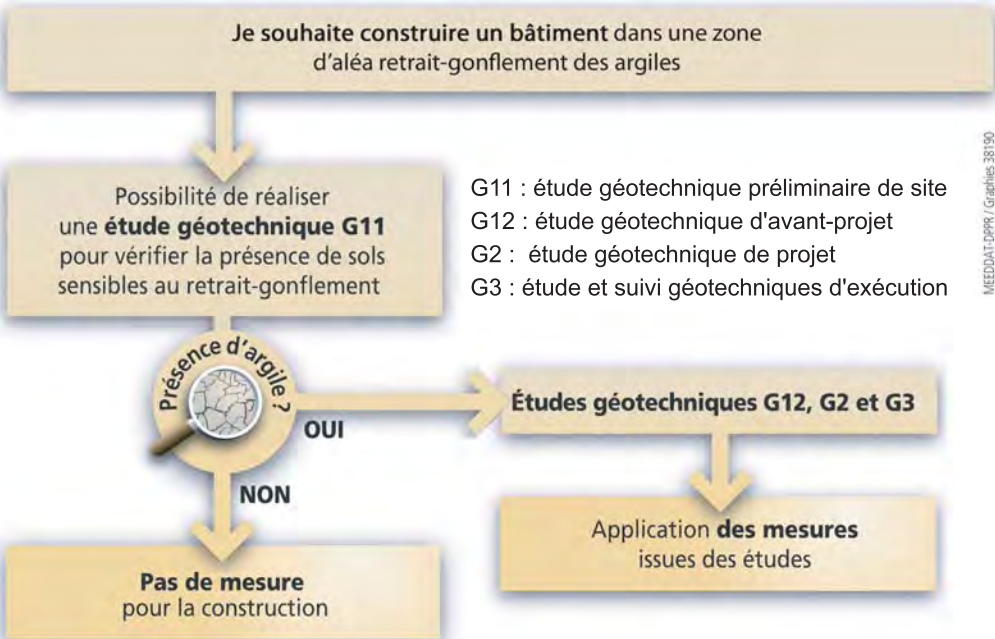 Je souhaite construire un bâtiment dans une zone
d'aléa retrait-gonflement des argiles
Possibilité de réaliser
une étude géotechnique G11
pour vérifier la présence de sols
sensibles au retrait-gonflement
G11 : étude géotechnique préliminaire de site
G12 : étude géotechnique d'avant-projet
G2 : étude géotechnique de projet
G3 : étude et suivi géotechniques d'exécution
MEEDDAT-DPPR / Graphies 38190
Présence d'argile ?
OUI
Études géotechniques G12, G2 et G3
NON
Application des mesures
issues des études
Pas de mesure
pour la construction